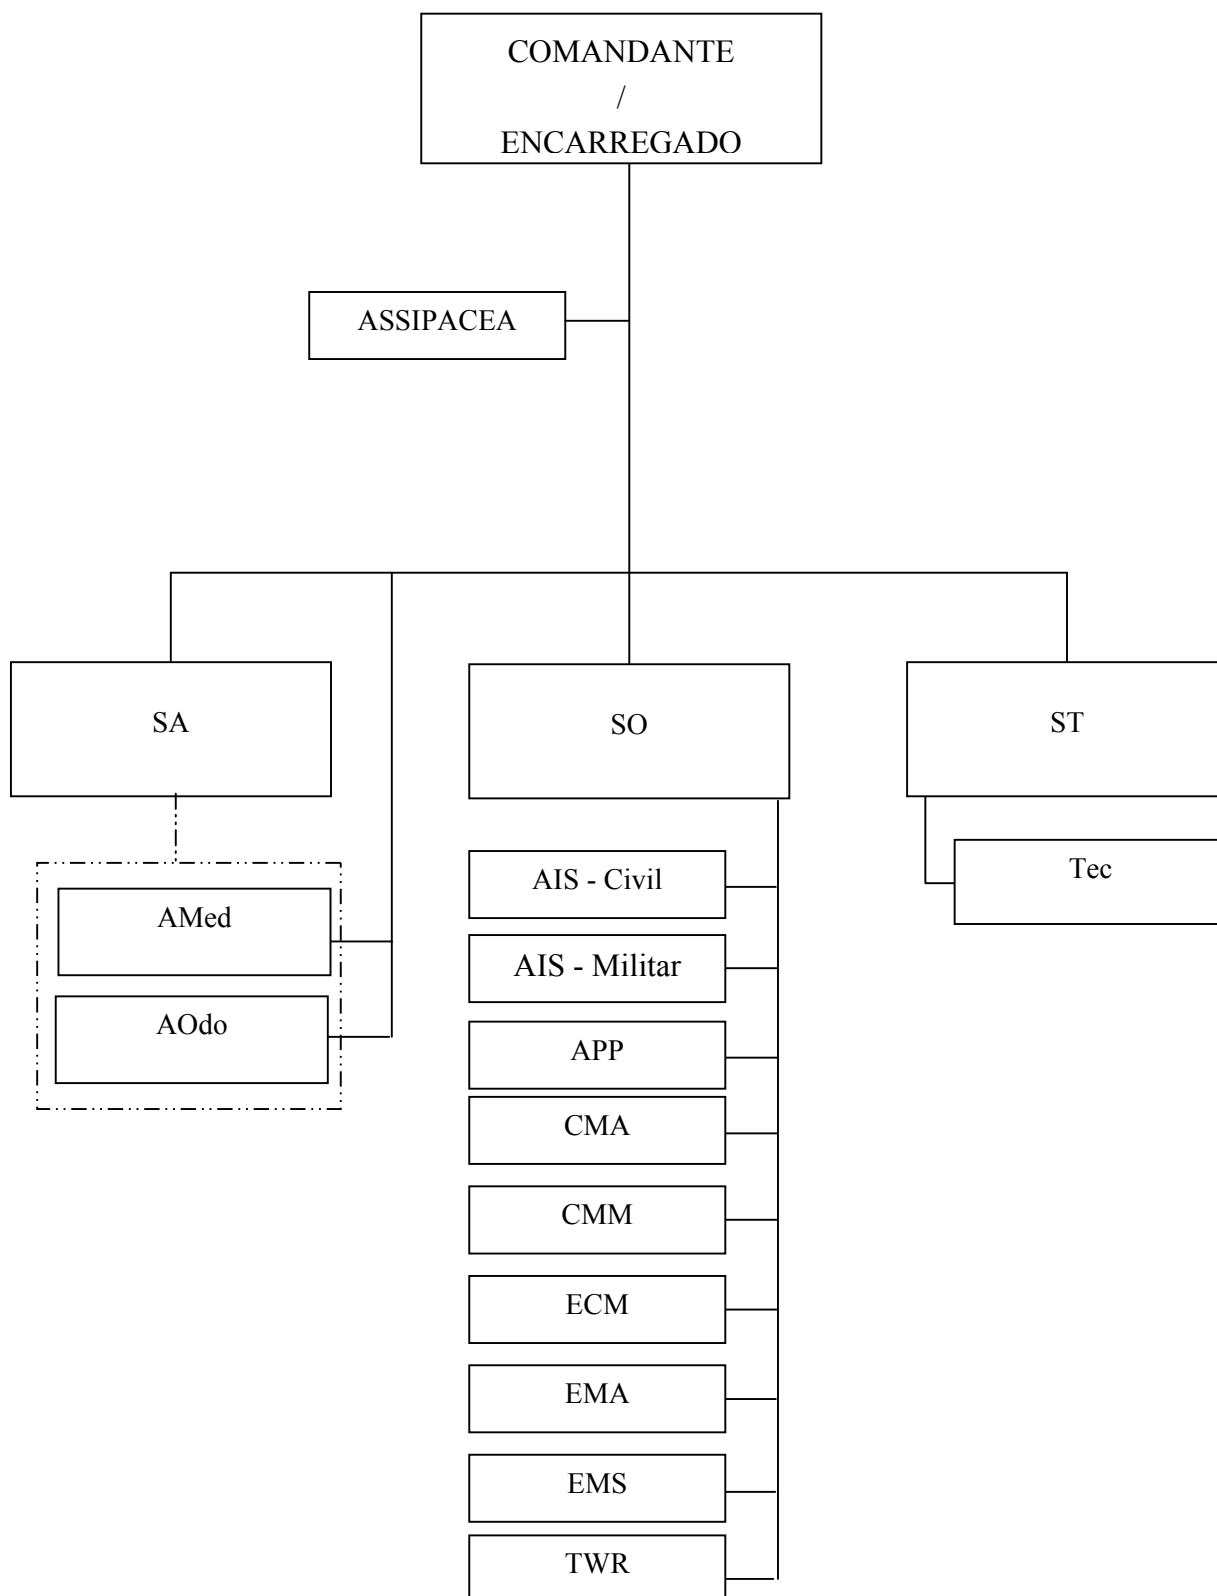 COMANDANTE
/
ENCARREGADO
ASSIPACEA
SA
SO
ST
AMed
AOdo
AIS - Civil
AIS - Militar
APP
CMA
CMM
ECM
EMA
EMS
TWR
Tec